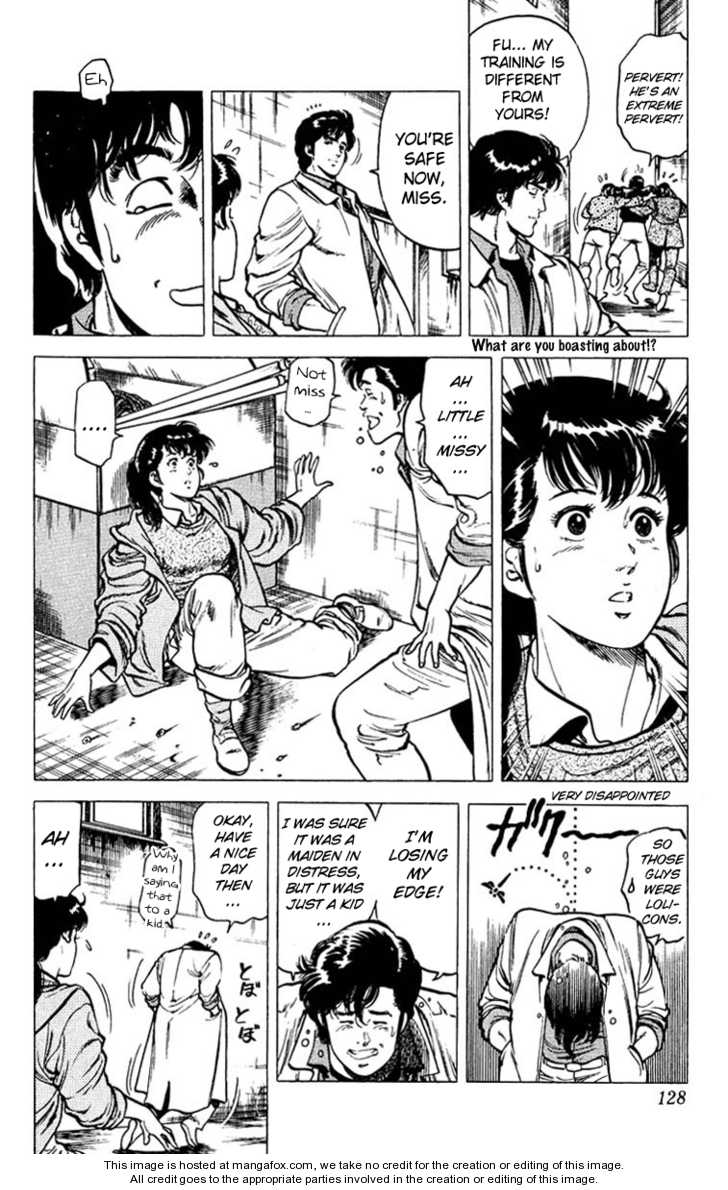 PERVERT!
HE'S AN
EXTREME
PERVERT!
FU... MY
TRAINING IS
DIFFERENT
FROM
YOURS!
What are you boasting about!?
YOU'RE
SAFE
NOW,
MISS.
Eh
AH
...
LITTLE
...
MISSY
...
Not
miss
..
....
VERY DISAPPOINTED
SO
THOSE
GUYS
WERE
LOLI-
CONS.
ガクー
I'M
LOSING
MY
EDGE!
I WAS SURE
IT WAS A
MAIDEN IN
DISTRESS,
BUT IT WAS
JUST A KID
...
OKAY,
HAVE
A NICE
DAY
THEN
...
Why
am I
saying
that
to a
kid.
とぼ
とぼ
AH
...
128
This image is hosted at mangafox.com, we take no credit for the creation or editing of this image.
All credit goes to the appropriate parties involved in the creation or editing of this image.